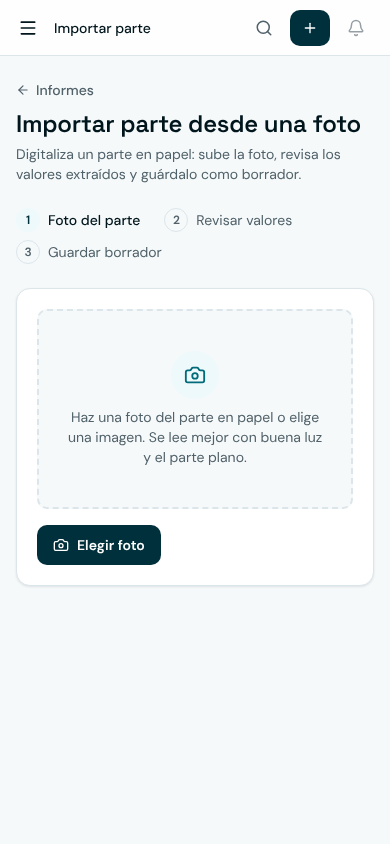 Importar parte
Informes
Importar parte desde una foto
Digitaliza un parte en papel: sube la foto, revisa los
valores extraídos y guárdalo como borrador.
1 Foto del parte 2 Revisar valores
3 Guardar borrador
Haz una foto del parte en papel o elige
una imagen. Se lee mejor con buena luz
y el parte plano.
Elegir foto